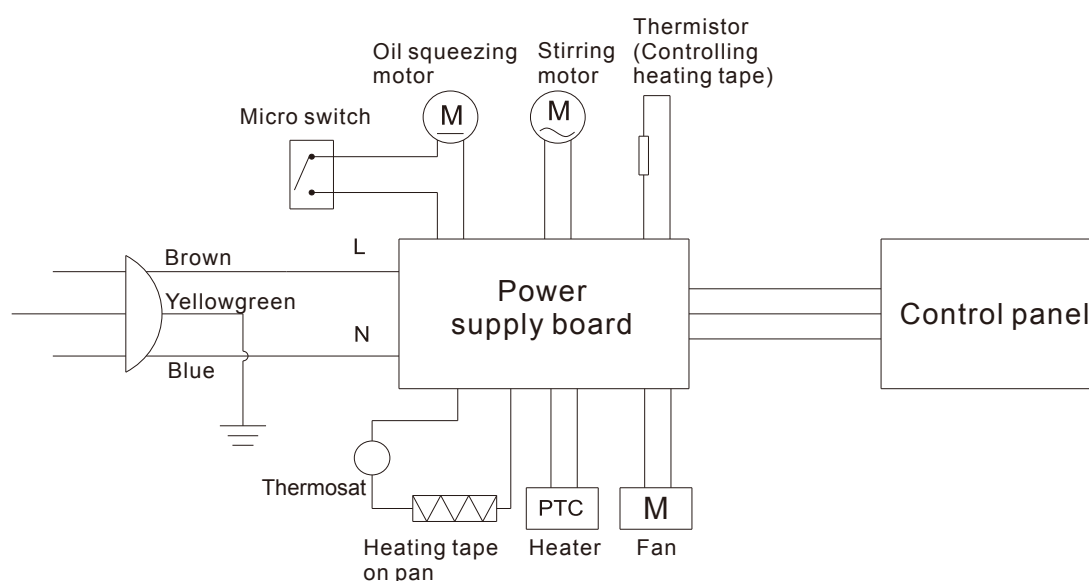 Oil squeezing
motor
Stirring
motor
Thermistor
(Controlling
heating tape)
Micro switch
M
M
L
Brown
Yellowgreen
N
Blue
Power
supply board
Control panel
Thermosat
PTC
M
Heating tape
on pan
Heater
Fan